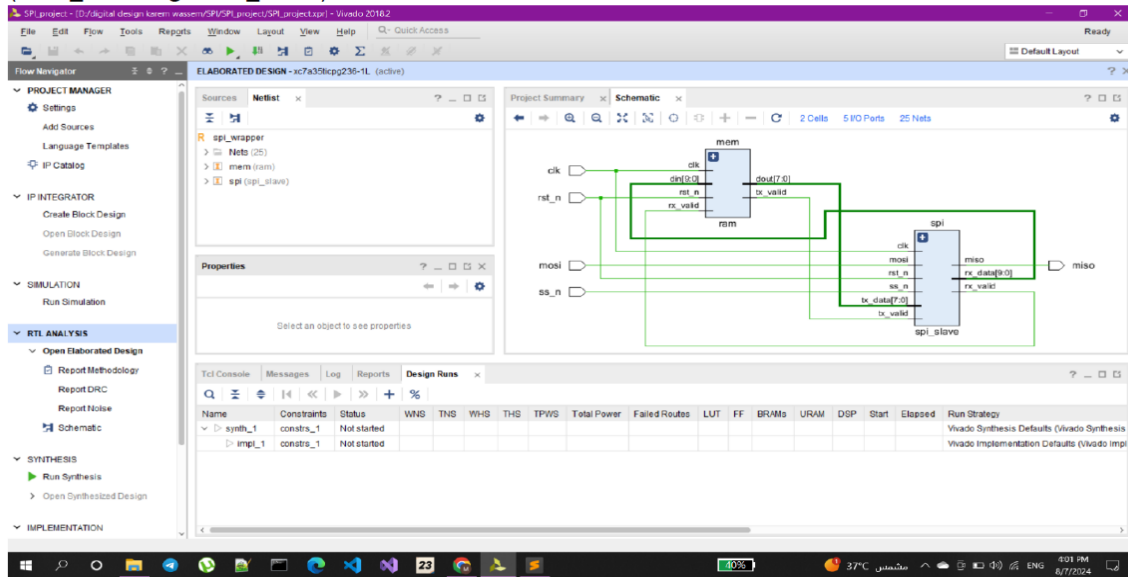 SPI_project - [D:/digital design karem wassem/SPI/SPI_project/SPI_project.xpr] - Vivado 2018.2
File Edit Flow Tools Reports Window Layout View Help Quick Access
Ready
Default Layout
Flow Navigator
ELABORATED DESIGN - xc7a35ticpg236-1L (active)
PROJECT MANAGER
Settings
Add Sources
Language Templates
IP Catalog
IP INTEGRATOR
Create Block Design
Open Block Design
Generate Block Design
SIMULATION
Run Simulation
RTL ANALYSIS
Open Elaborated Design
Report Methodology
Report DRC
Report Noise
Schematic
SYNTHESIS
Run Synthesis
Open Synthesized Design
IMPLEMENTATION
Sources Netlist
spi_wrapper
Nets (25)
mem (ram)
spi (spi_slave)
Properties
Select an object to see properties
Project Summary Schematic
2 Cells 5 I/O Ports 25 Nets
mem
clk
din[9:0] dout[7:0]
rst_n tx_valid
rx_valid
ram
clk
rst_n
mosi
ss_n
spi
clk
mosi miso
rst_n rx_data[9:0]
ss_n rx_valid
tx_data[7:0]
tx_valid
spi_slave
miso
Tcl Console Messages Log Reports Design Runs
Name Constraints Status WNS TNS WHS THS TPWS Total Power Failed Routes LUT FF BRAMs URAM DSP Start Elapsed Run Strategy
synth_1 constrs_1 Not started Vivado Synthesis Defaults (Vivado Synthesis
impl_1 constrs_1 Not started Vivado Implementation Defaults (Vivado Impl
23
40%
37°C مشمس
ENG
4:01 PM
8/7/2024